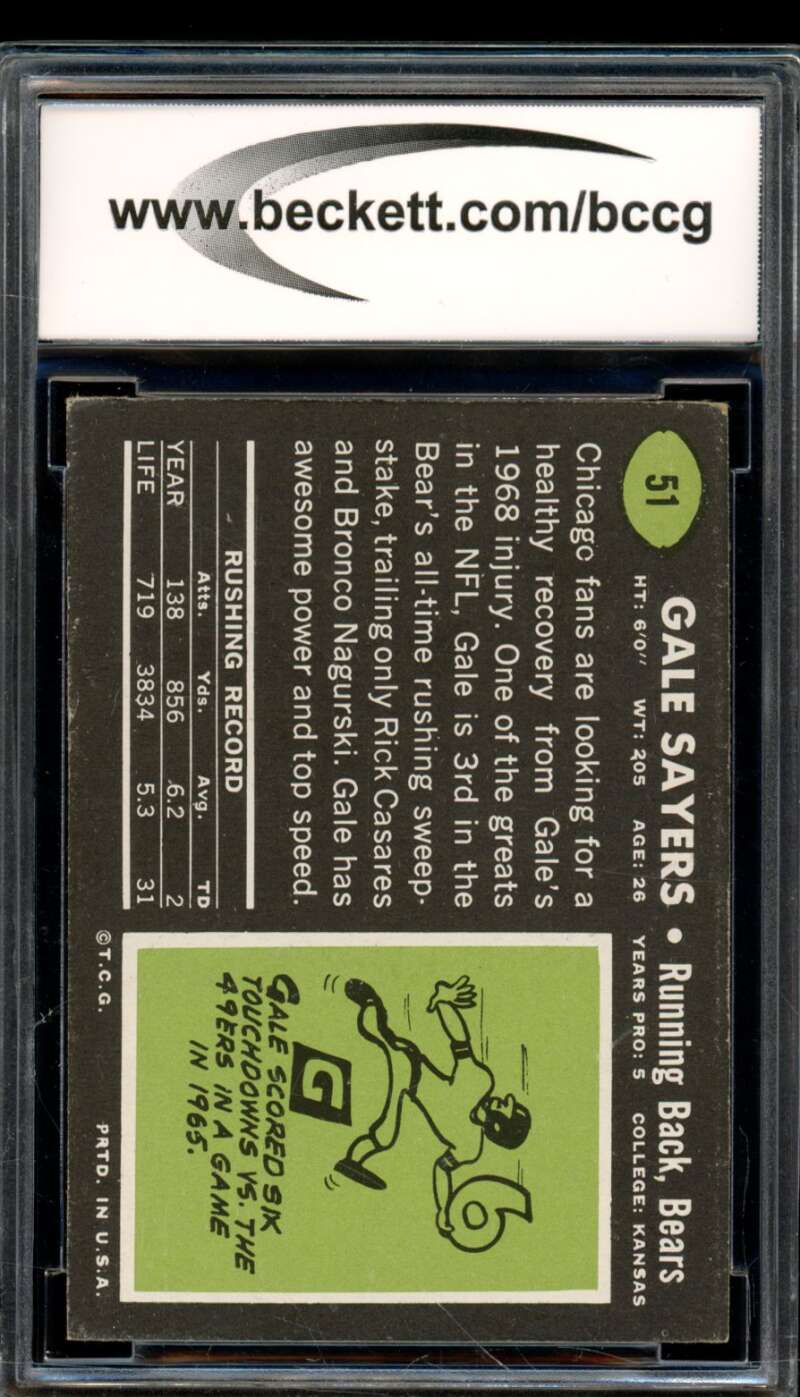 www.beckett.com/bccg
51
GALE SAYERS • Running Back, Bears
HT: 6'0" WT: 205 AGE: 26 YEARS PRO: 5 COLLEGE: KANSAS
Chicago fans are looking for a
healthy recovery from Gale's
1968 injury. One of the greats
in the NFL, Gale is 3rd in the
Bear's all-time rushing sweep-
stake, trailing only Rick Casares
and Bronco Nagurski. Gale has
awesome power and top speed.
RUSHING RECORD
Atts. Yds. Avg. TD
YEAR 138 856 6.2 2
LIFE 719 3834 5.3 31
6
G
GALE SCORED SIX
TOUCHDOWNS VS. THE
49ERS IN A GAME
IN 1965.
©T.C.G. PRTD. IN U.S.A.